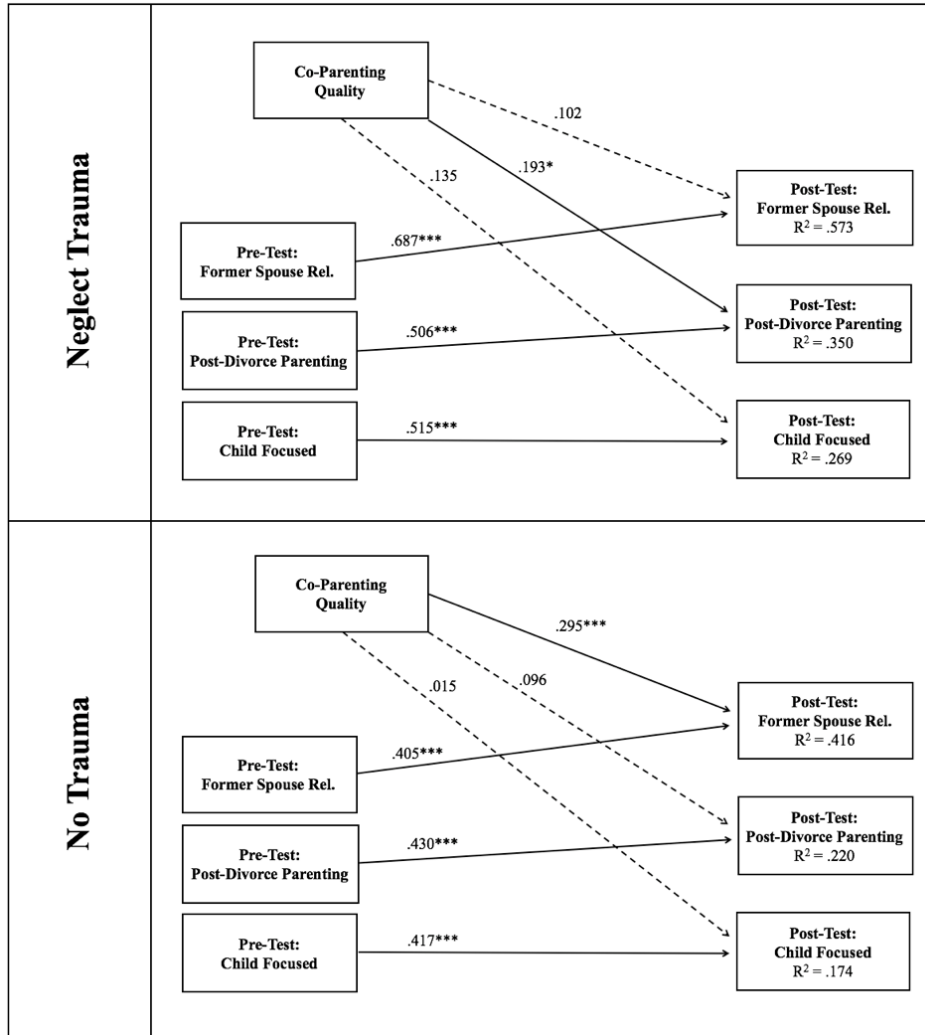 Neglect Trauma
Co-Parenting
Quality
.102
.193*
.135
Post-Test:
Former Spouse Rel.
R² = .573
Pre-Test:
Former Spouse Rel.
.687***
Post-Test:
Post-Divorce Parenting
R² = .350
Pre-Test:
Post-Divorce Parenting
.506***
Post-Test:
Child Focused
R² = .269
Pre-Test:
Child Focused
.515***
No Trauma
Co-Parenting
Quality
.295***
.096
.015
Post-Test:
Former Spouse Rel.
R² = .416
Pre-Test:
Former Spouse Rel.
.405***
Post-Test:
Post-Divorce Parenting
R² = .220
Pre-Test:
Post-Divorce Parenting
.430***
Post-Test:
Child Focused
R² = .174
Pre-Test:
Child Focused
.417***